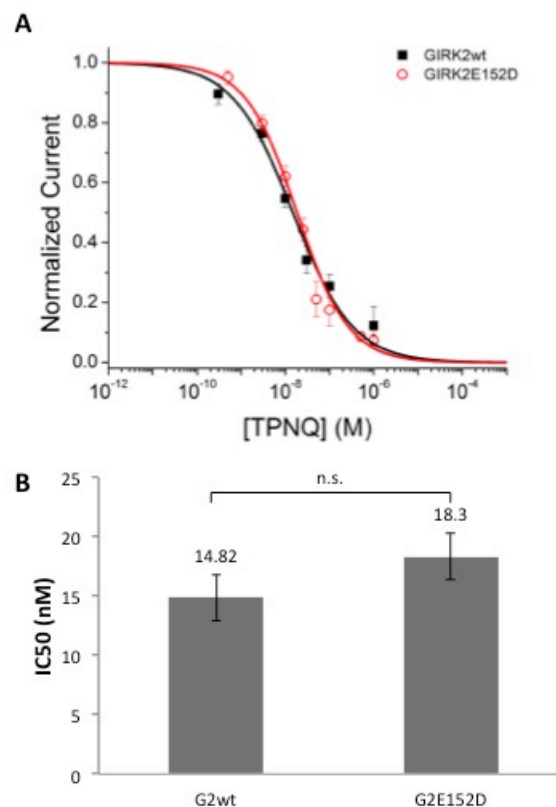 A
GIRK2wt
GIRK2E152D
Normalized Current
1.0
0.8
0.6
0.4
0.2
0.0
10⁻¹² 10⁻¹⁰ 10⁻⁸ 10⁻⁶ 10⁻⁴
[TPNQ] (M)
B
n.s.
IC50 (nM)
25
20
15
10
5
0
14.82
18.3
G2wt G2E152D